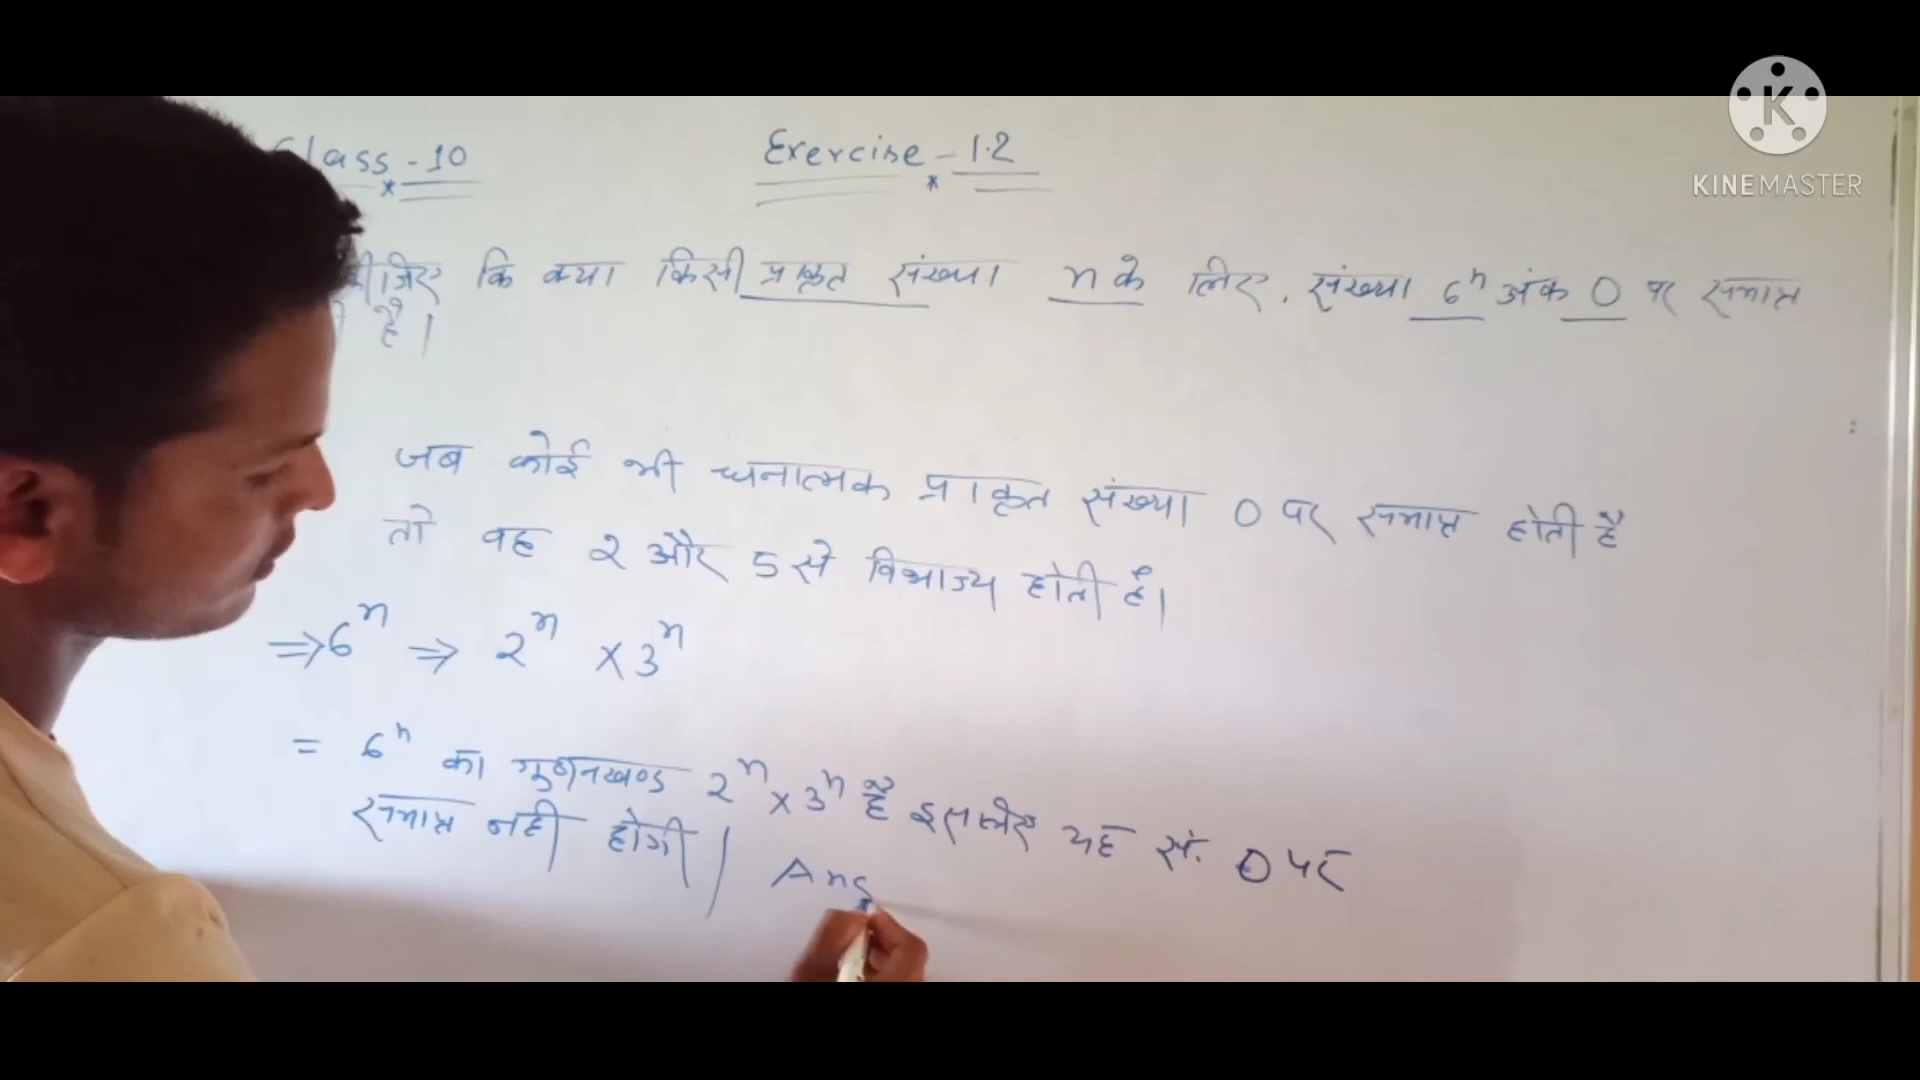 Class - 10
Exercise - 1.2
कि क्या किसी प्राकृत संख्या n के लिए, संख्या 6ⁿ अंक 0 पर समाप्त
है।
जब कोई भी धनात्मक प्राकृत संख्या 0 पर समाप्त होती है
तो वह 2 और 5 से विभाज्य होती है।
⇒ 6ⁿ ⇒ 2ⁿ × 3ⁿ
= 6ⁿ का गुणनखण्ड 2ⁿ × 3ⁿ है इसलिए यह सं. 0 पर
समाप्त नही होगी |
Ans
K
KINEMASTER